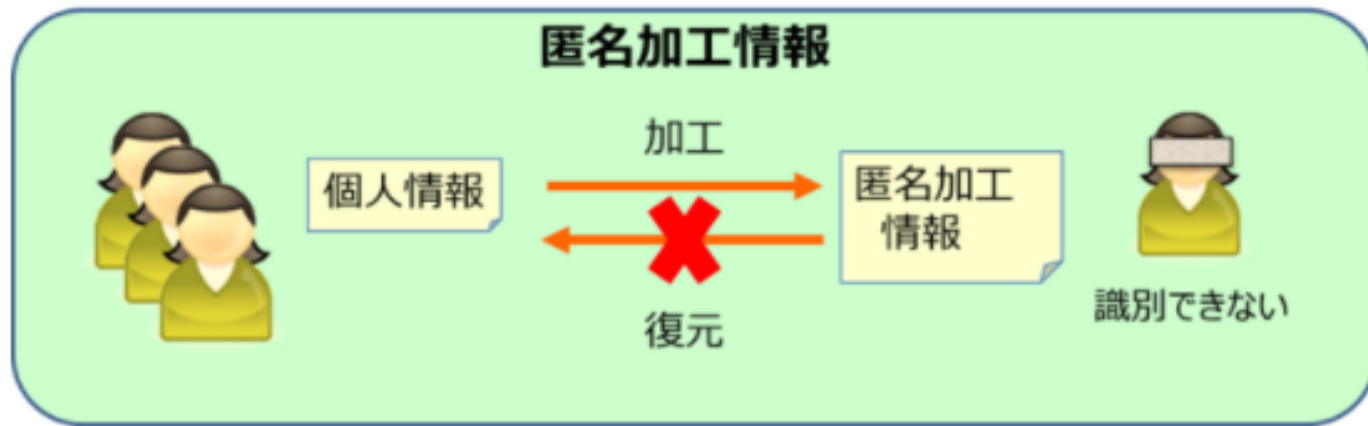 匿名加工情報
加工
個人情報
匿名加工
情報
復元
識別できない